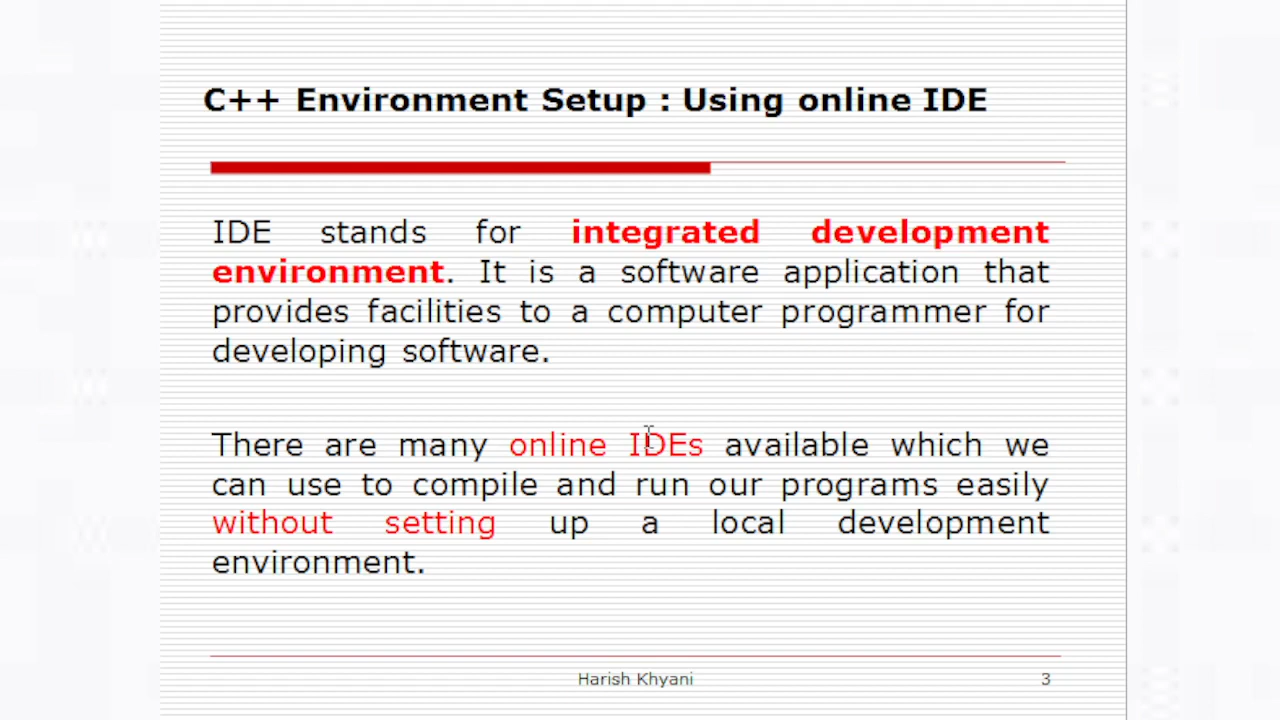 C++ Environment Setup : Using online IDE
IDE stands for integrated development
environment. It is a software application that
provides facilities to a computer programmer for
developing software.
There are many online IDEs available which we
can use to compile and run our programs easily
without setting up a local development
environment.
Harish Khyani
3